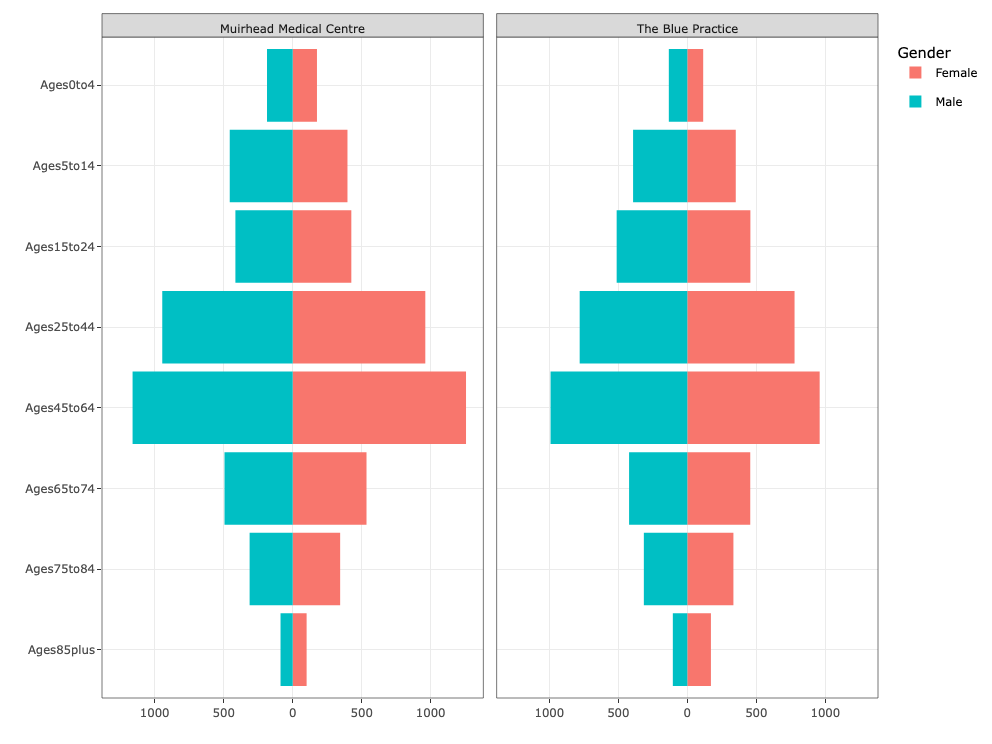 Muirhead Medical Centre
The Blue Practice
Gender
Female
Male
Ages0to4
Ages5to14
Ages15to24
Ages25to44
Ages45to64
Ages65to74
Ages75to84
Ages85plus
1000 500 0 500 1000
1000 500 0 500 1000